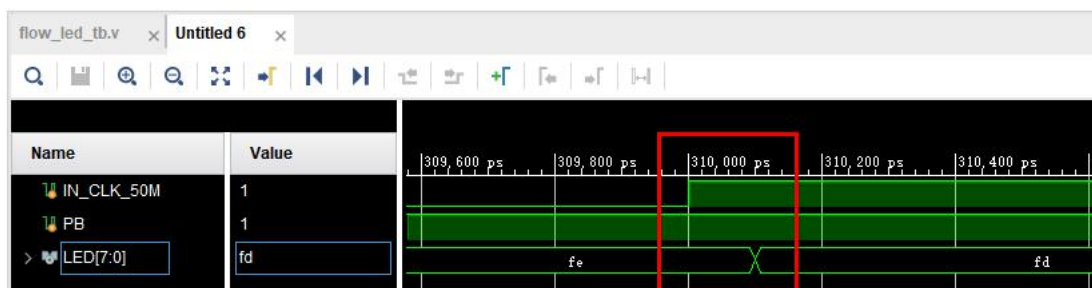 flow_led_tb.v × Untitled 6 ×
Name Value 309,600 ps 309,800 ps 310,000 ps 310,200 ps 310,400 ps
IN_CLK_50M 1
PB 1
LED[7:0] fd fe fd